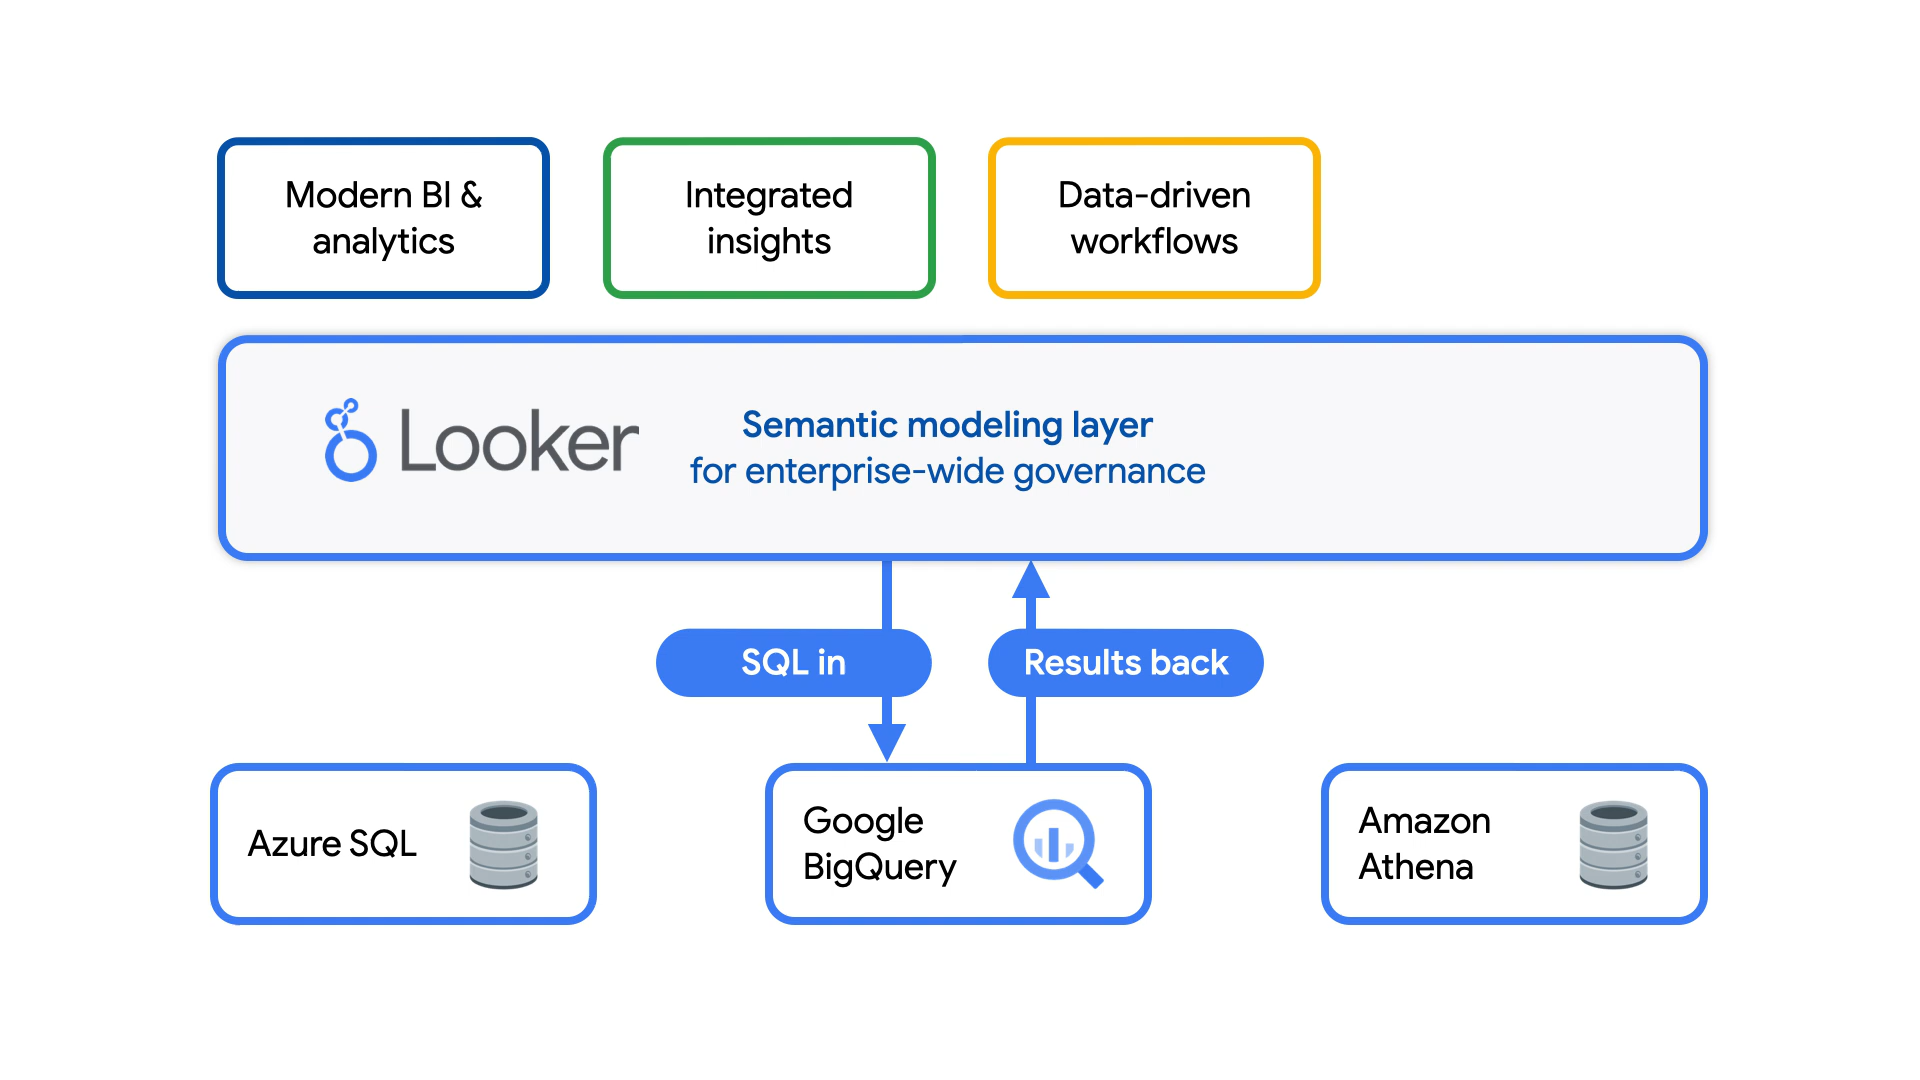 Modern BI &
analytics
Integrated
insights
Data-driven
workflows
Looker
Semantic modeling layer
for enterprise-wide governance
SQL in
Results back
Azure SQL
Google
BigQuery
Amazon
Athena